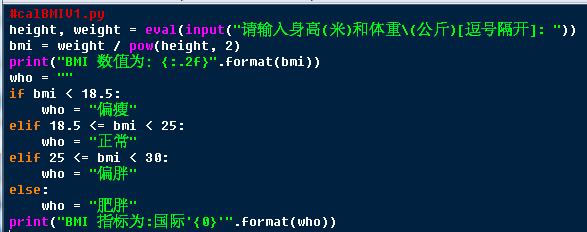 #calBMIV1.py
height, weight = eval(input("请输入身高(米)和体重\(公斤)[逗号隔开]: "))
bmi = weight / pow(height, 2)
print("BMI 数值为: {:.2f}".format(bmi))
who = ""
if bmi < 18.5:
    who = "偏瘦"
elif 18.5 <= bmi < 25:
    who = "正常"
elif 25 <= bmi < 30:
    who = "偏胖"
else:
    who = "肥胖"
print("BMI 指标为:国际'{0}'".format(who))